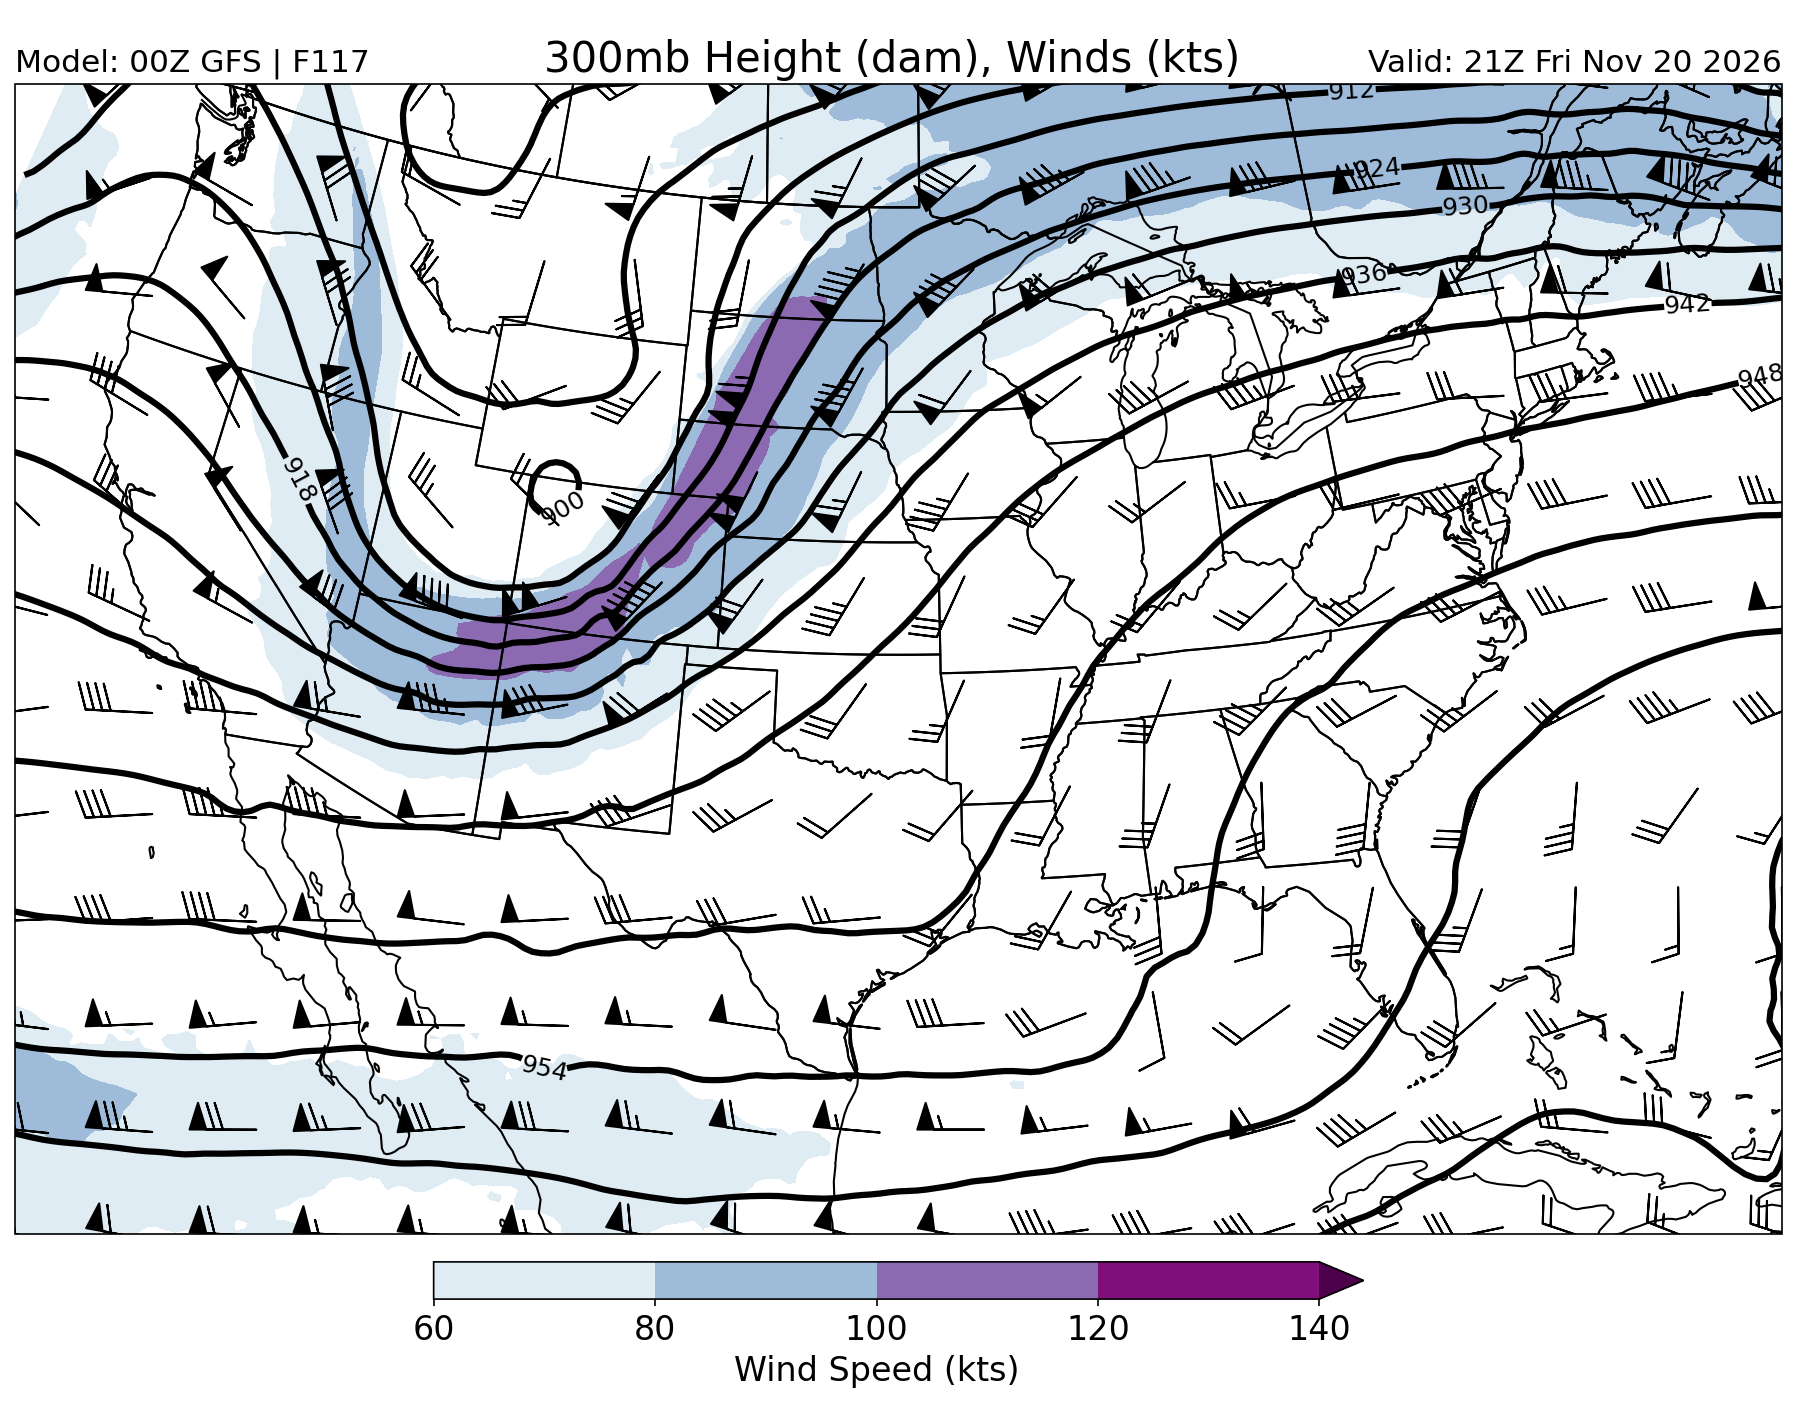 Model: 00Z GFS | F117
300mb Height (dam), Winds (kts)
Valid: 21Z Fri Nov 20 2026
912
924
930
936
942
948
918
900
954
60 80 100 120 140
Wind Speed (kts)